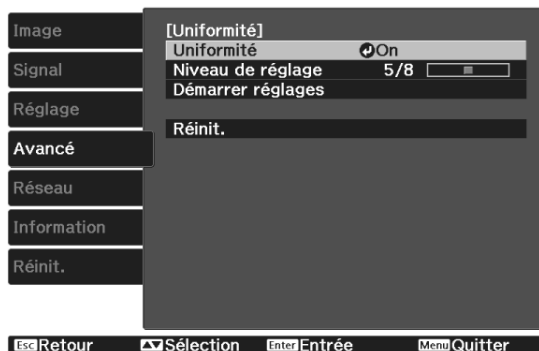 Image
Signal
Réglage
Avancé
Réseau
Information
Réinit.
[Uniformité]
Uniformité On
Niveau de réglage 5/8
Démarrer réglages
Réinit.
Esc Retour Sélection Enter Entrée Menu Quitter